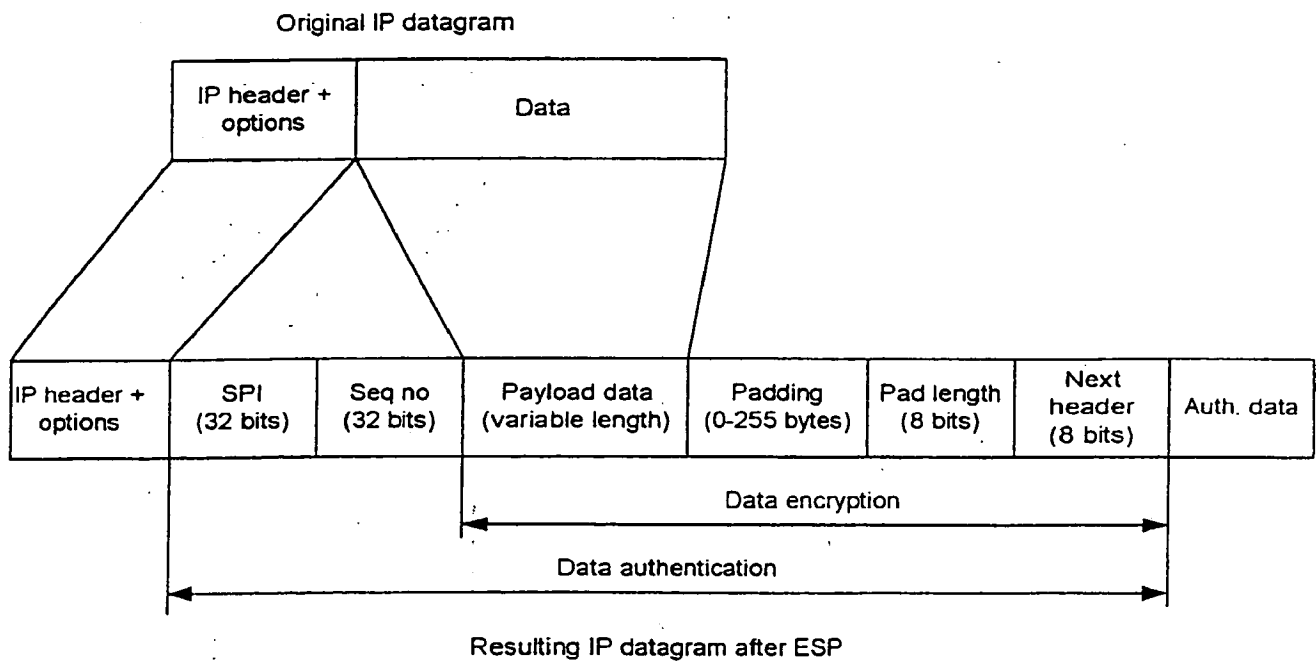 Original IP datagram
IP header +
options
Data
IP header +
options
SPI
(32 bits)
Seq no
(32 bits)
Payload data
(variable length)
Padding
(0-255 bytes)
Pad length
(8 bits)
Next
header
(8 bits)
Auth. data
Data encryption
Data authentication
Resulting IP datagram after ESP